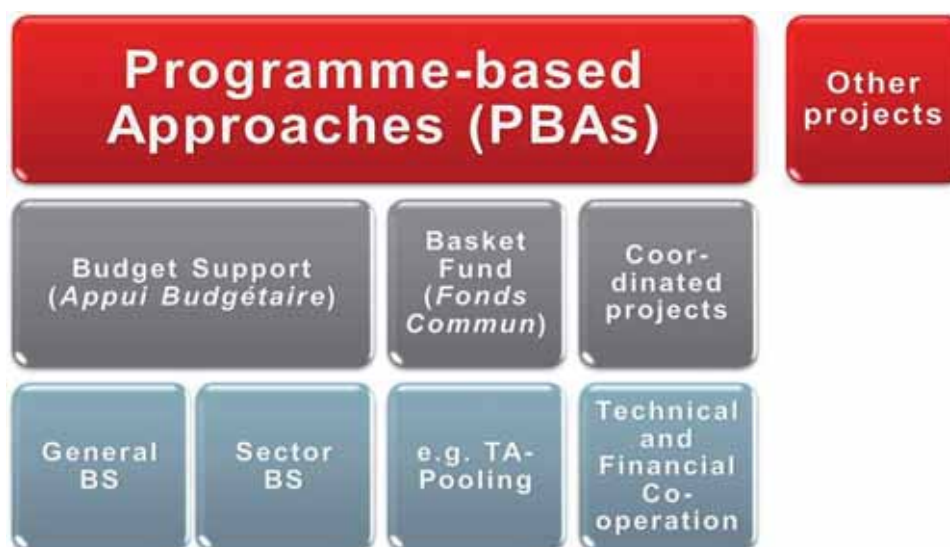 Programme-based
Approaches (PBAs)
Other
projects
Budget Support
(Appui Budgétaire)
Basket
Fund
(Fonds
Commun)
Coor-
dinated
projects
General
BS
Sector
BS
e.g. TA-
Pooling
Technical
and
Financial
Co-
operation